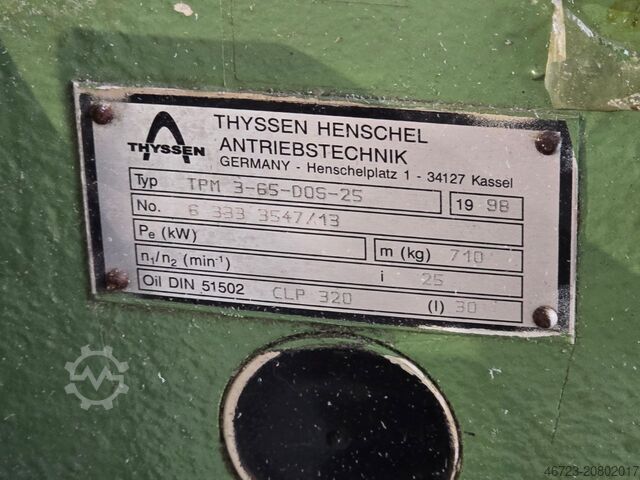 THYSSEN
THYSSEN HENSCHEL
ANTRIEBSTECHNIK
GERMANY - Henschelplatz 1 - 34127 Kassel
Typ TPM 3-65-DOS-25 19 98
No. 6 333 3547/13
Pe (kW) m (kg) 710
n1/n2 (min-1) i 25
Oil DIN 51502 CLP 320 (l) 30
46723-20802017